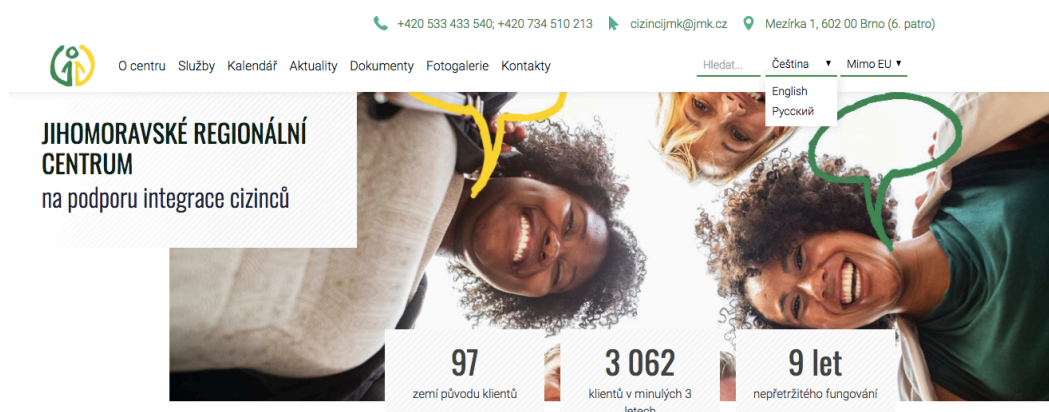 +420 533 433 540; +420 734 510 213 cizincijmk@jmk.cz Mezírka 1, 602 00 Brno (6. patro)
O centru Služby Kalendář Aktuality Dokumenty Fotogalerie Kontakty Hledat... Čeština Mimo EU
English
Русский
JIHOMORAVSKÉ REGIONÁLNÍ
CENTRUM
na podporu integrace cizinců
97
zemí původu klientů
3 062
klientů v minulých 3
letech
9 let
nepřetržitého fungování